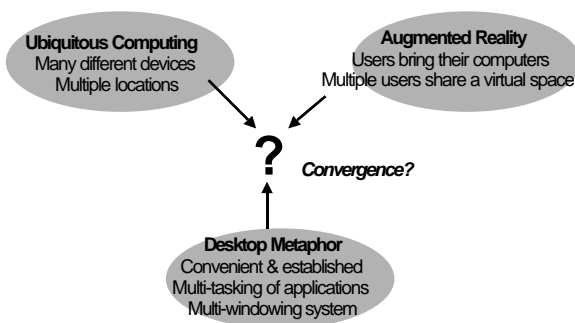 Ubiquitous Computing
Many different devices
Multiple locations
Augmented Reality
Users bring their computers
Multiple users share a virtual space
?
Convergence?
Desktop Metaphor
Convenient & established
Multi-tasking of applications
Multi-windowing system